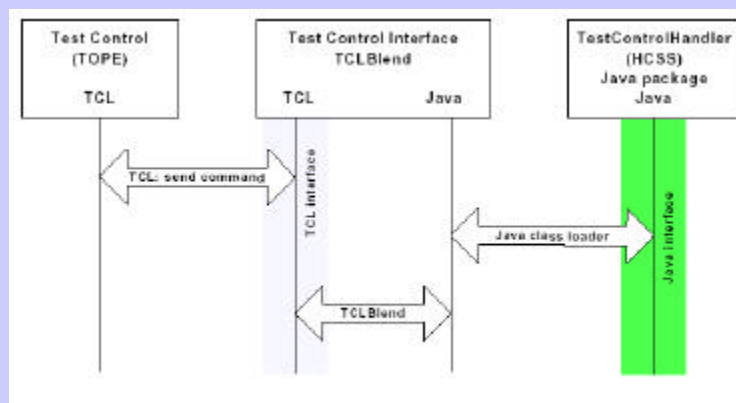 Test Control
(TOPE)
TCL
Test Control Interface
TCLBlend
TCL Java
TestControlHandler
(HCSS)
Java package
Java
TCL: send command
TCL interface
Java class loader
Java interface
TCLBlend